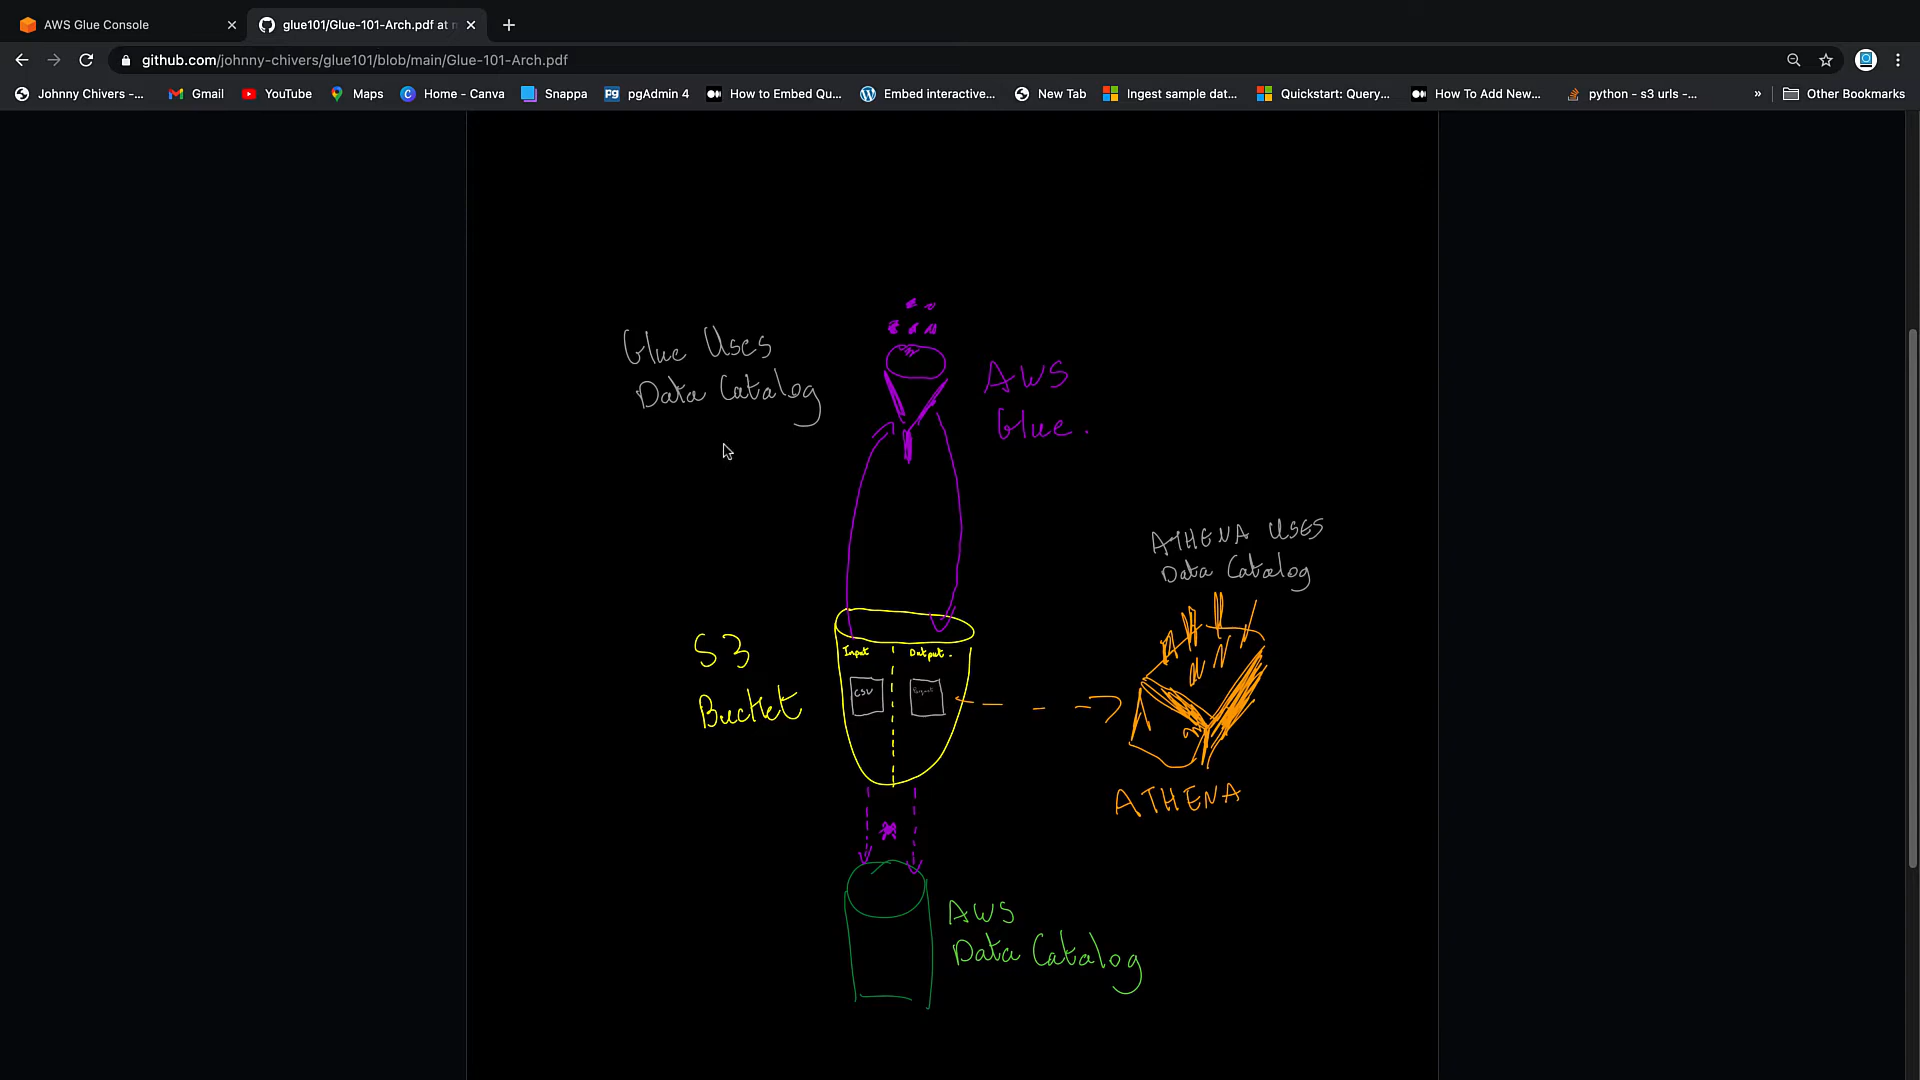 AWS Glue Console
glue101/Glue-101-Arch.pdf at
github.com/johnny-chivers/glue101/blob/main/Glue-101-Arch.pdf
Johnny Chivers -...
Gmail
YouTube
Maps
Home - Canva
Snappa
pgAdmin 4
How to Embed Qu...
Embed interactive...
New Tab
Ingest sample dat...
Quickstart: Query...
How To Add New...
python - s3 urls -...
»
Other Bookmarks
Glue Uses
Data Catalog
AWS
Glue.
ATHENA USES
Data Catalog
S3
Bucket
Input
Output.
CSV
Parquet
ATHENA
AWS
Data Catalog